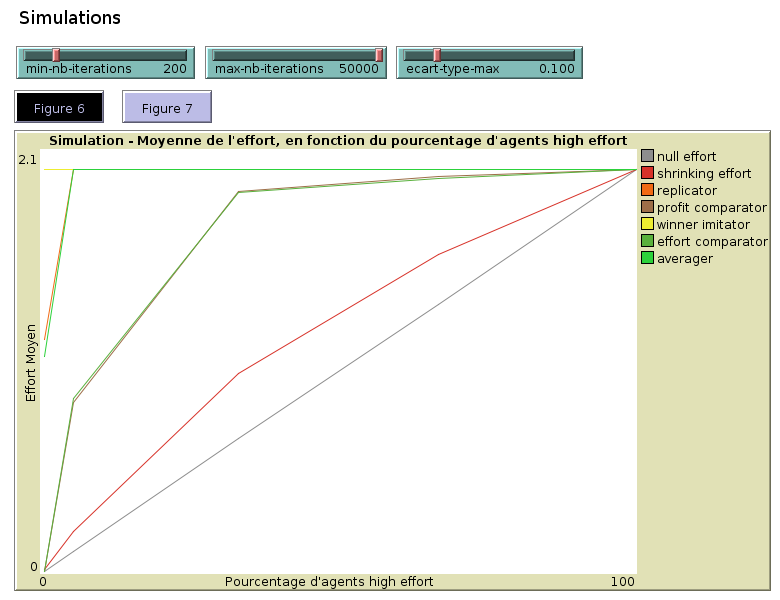 Simulations
min-nb-iterations 200
max-nb-iterations 50000
ecart-type-max 0.100
Figure 6
Figure 7
Simulation - Moyenne de l'effort, en fonction du pourcentage d'agents high effort
2.1
Effort Moyen
0
0
Pourcentage d'agents high effort
100
null effort
shrinking effort
replicator
profit comparator
winner imitator
effort comparator
averager